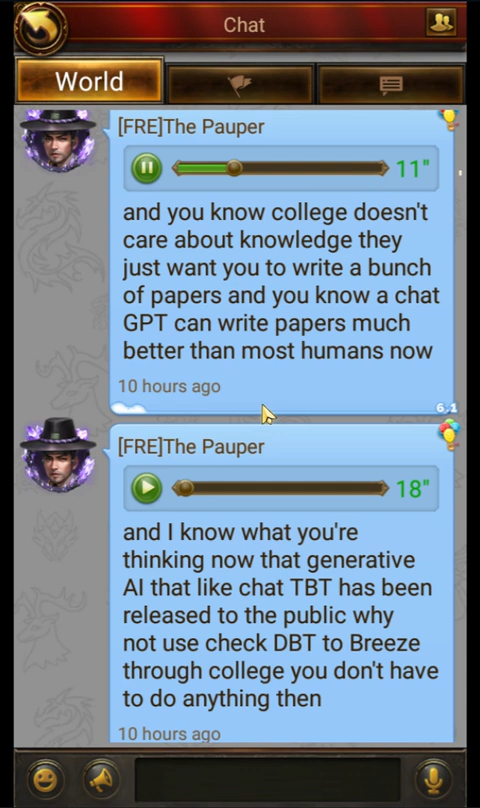 Chat
World
[FRE]The Pauper
11"
and you know college doesn't
care about knowledge they
just want you to write a bunch
of papers and you know a chat
GPT can write papers much
better than most humans now
10 hours ago
6.1
[FRE]The Pauper
18"
and I know what you're
thinking now that generative
AI that like chat TBT has been
released to the public why
not use check DBT to Breeze
through college you don't have
to do anything then
10 hours ago